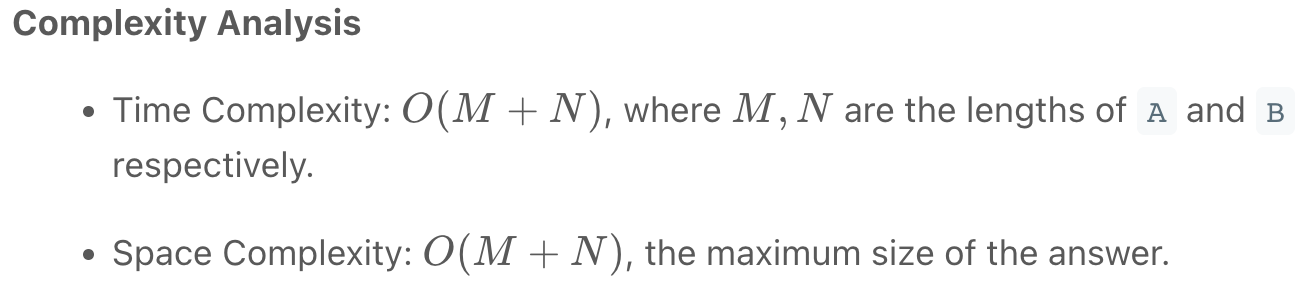 Complexity Analysis
• Time Complexity: O(M + N), where M, N are the lengths of A and B
respectively.
• Space Complexity: O(M + N), the maximum size of the answer.